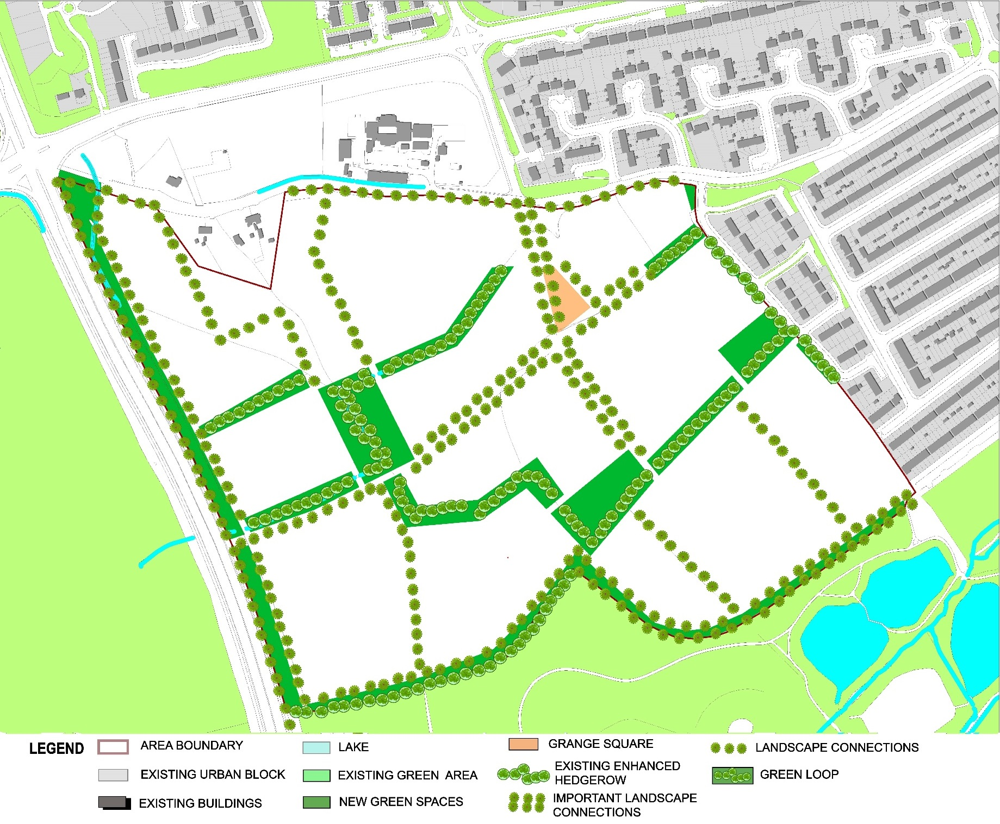 LEGEND
AREA BOUNDARY
EXISTING URBAN BLOCK
EXISTING BUILDINGS
LAKE
EXISTING GREEN AREA
NEW GREEN SPACES
GRANGE SQUARE
EXISTING ENHANCED
HEDGEROW
IMPORTANT LANDSCAPE
CONNECTIONS
LANDSCAPE CONNECTIONS
GREEN LOOP